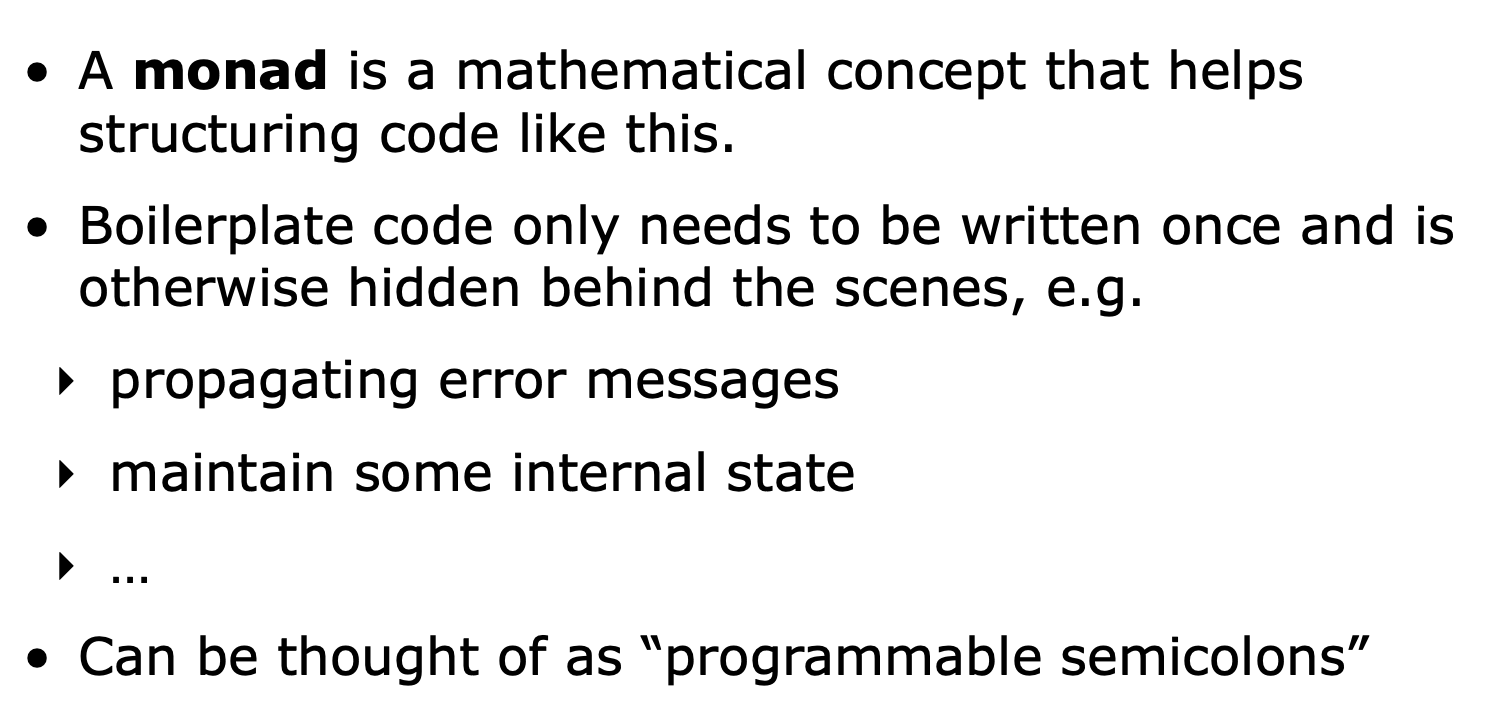 • A monad is a mathematical concept that helps
structuring code like this.
• Boilerplate code only needs to be written once and is
otherwise hidden behind the scenes, e.g.
‣ propagating error messages
‣ maintain some internal state
‣ …
• Can be thought of as “programmable semicolons”